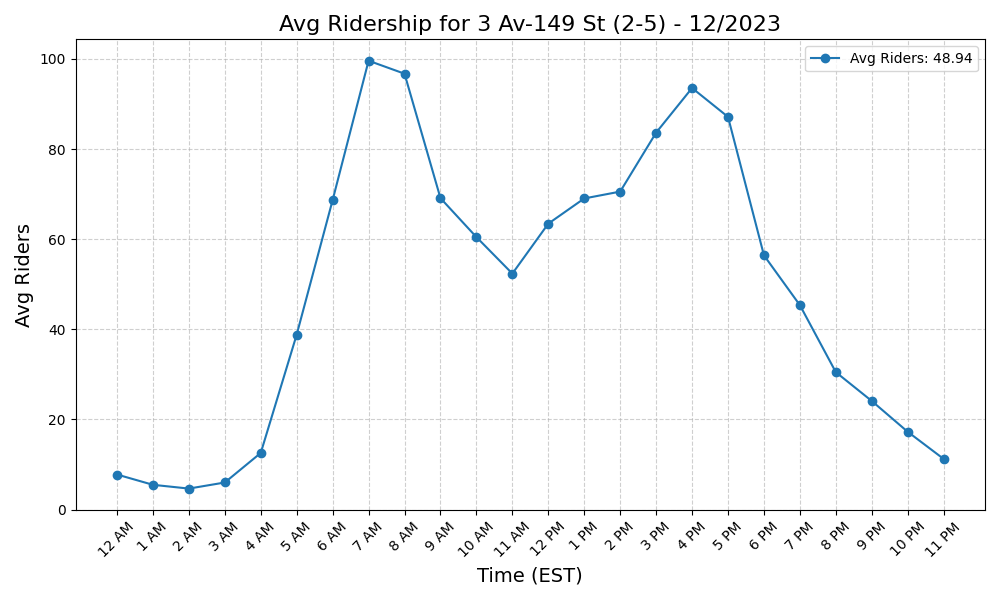 Avg Ridership for 3 Av-149 St (2-5) - 12/2023
Avg Riders: 48.94
Avg Riders
100
80
60
40
20
0
12 AM
1 AM
2 AM
3 AM
4 AM
5 AM
6 AM
7 AM
8 AM
9 AM
10 AM
11 AM
12 PM
1 PM
2 PM
3 PM
4 PM
5 PM
6 PM
7 PM
8 PM
9 PM
10 PM
11 PM
Time (EST)